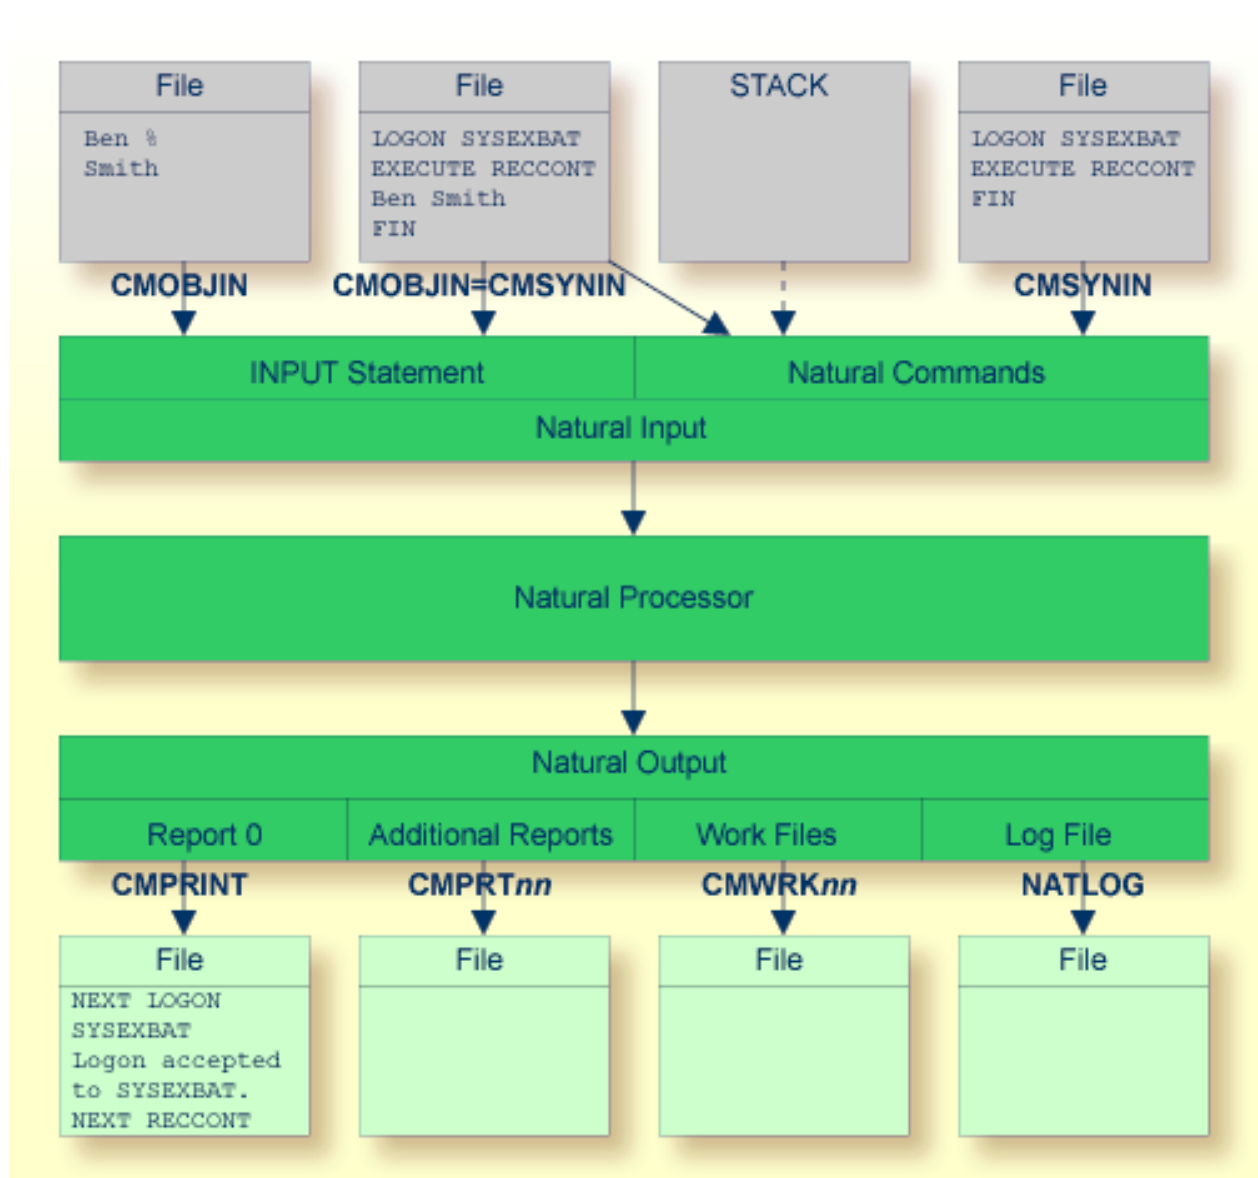 File
Ben %
Smith
File
LOGON SYSEXBAT
EXECUTE RECCONT
Ben Smith
FIN
STACK
File
LOGON SYSEXBAT
EXECUTE RECCONT
FIN
CMOBJIN
CMOBJIN=CMSYNIN
CMSYNIN
INPUT Statement
Natural Commands
Natural Input
Natural Processor
Natural Output
Report 0
Additional Reports
Work Files
Log File
CMPRINT
CMPRTnn
CMWRKnn
NATLOG
File
NEXT LOGON
SYSEXBAT
Logon accepted
to SYSEXBAT.
NEXT RECCONT
File
File
File